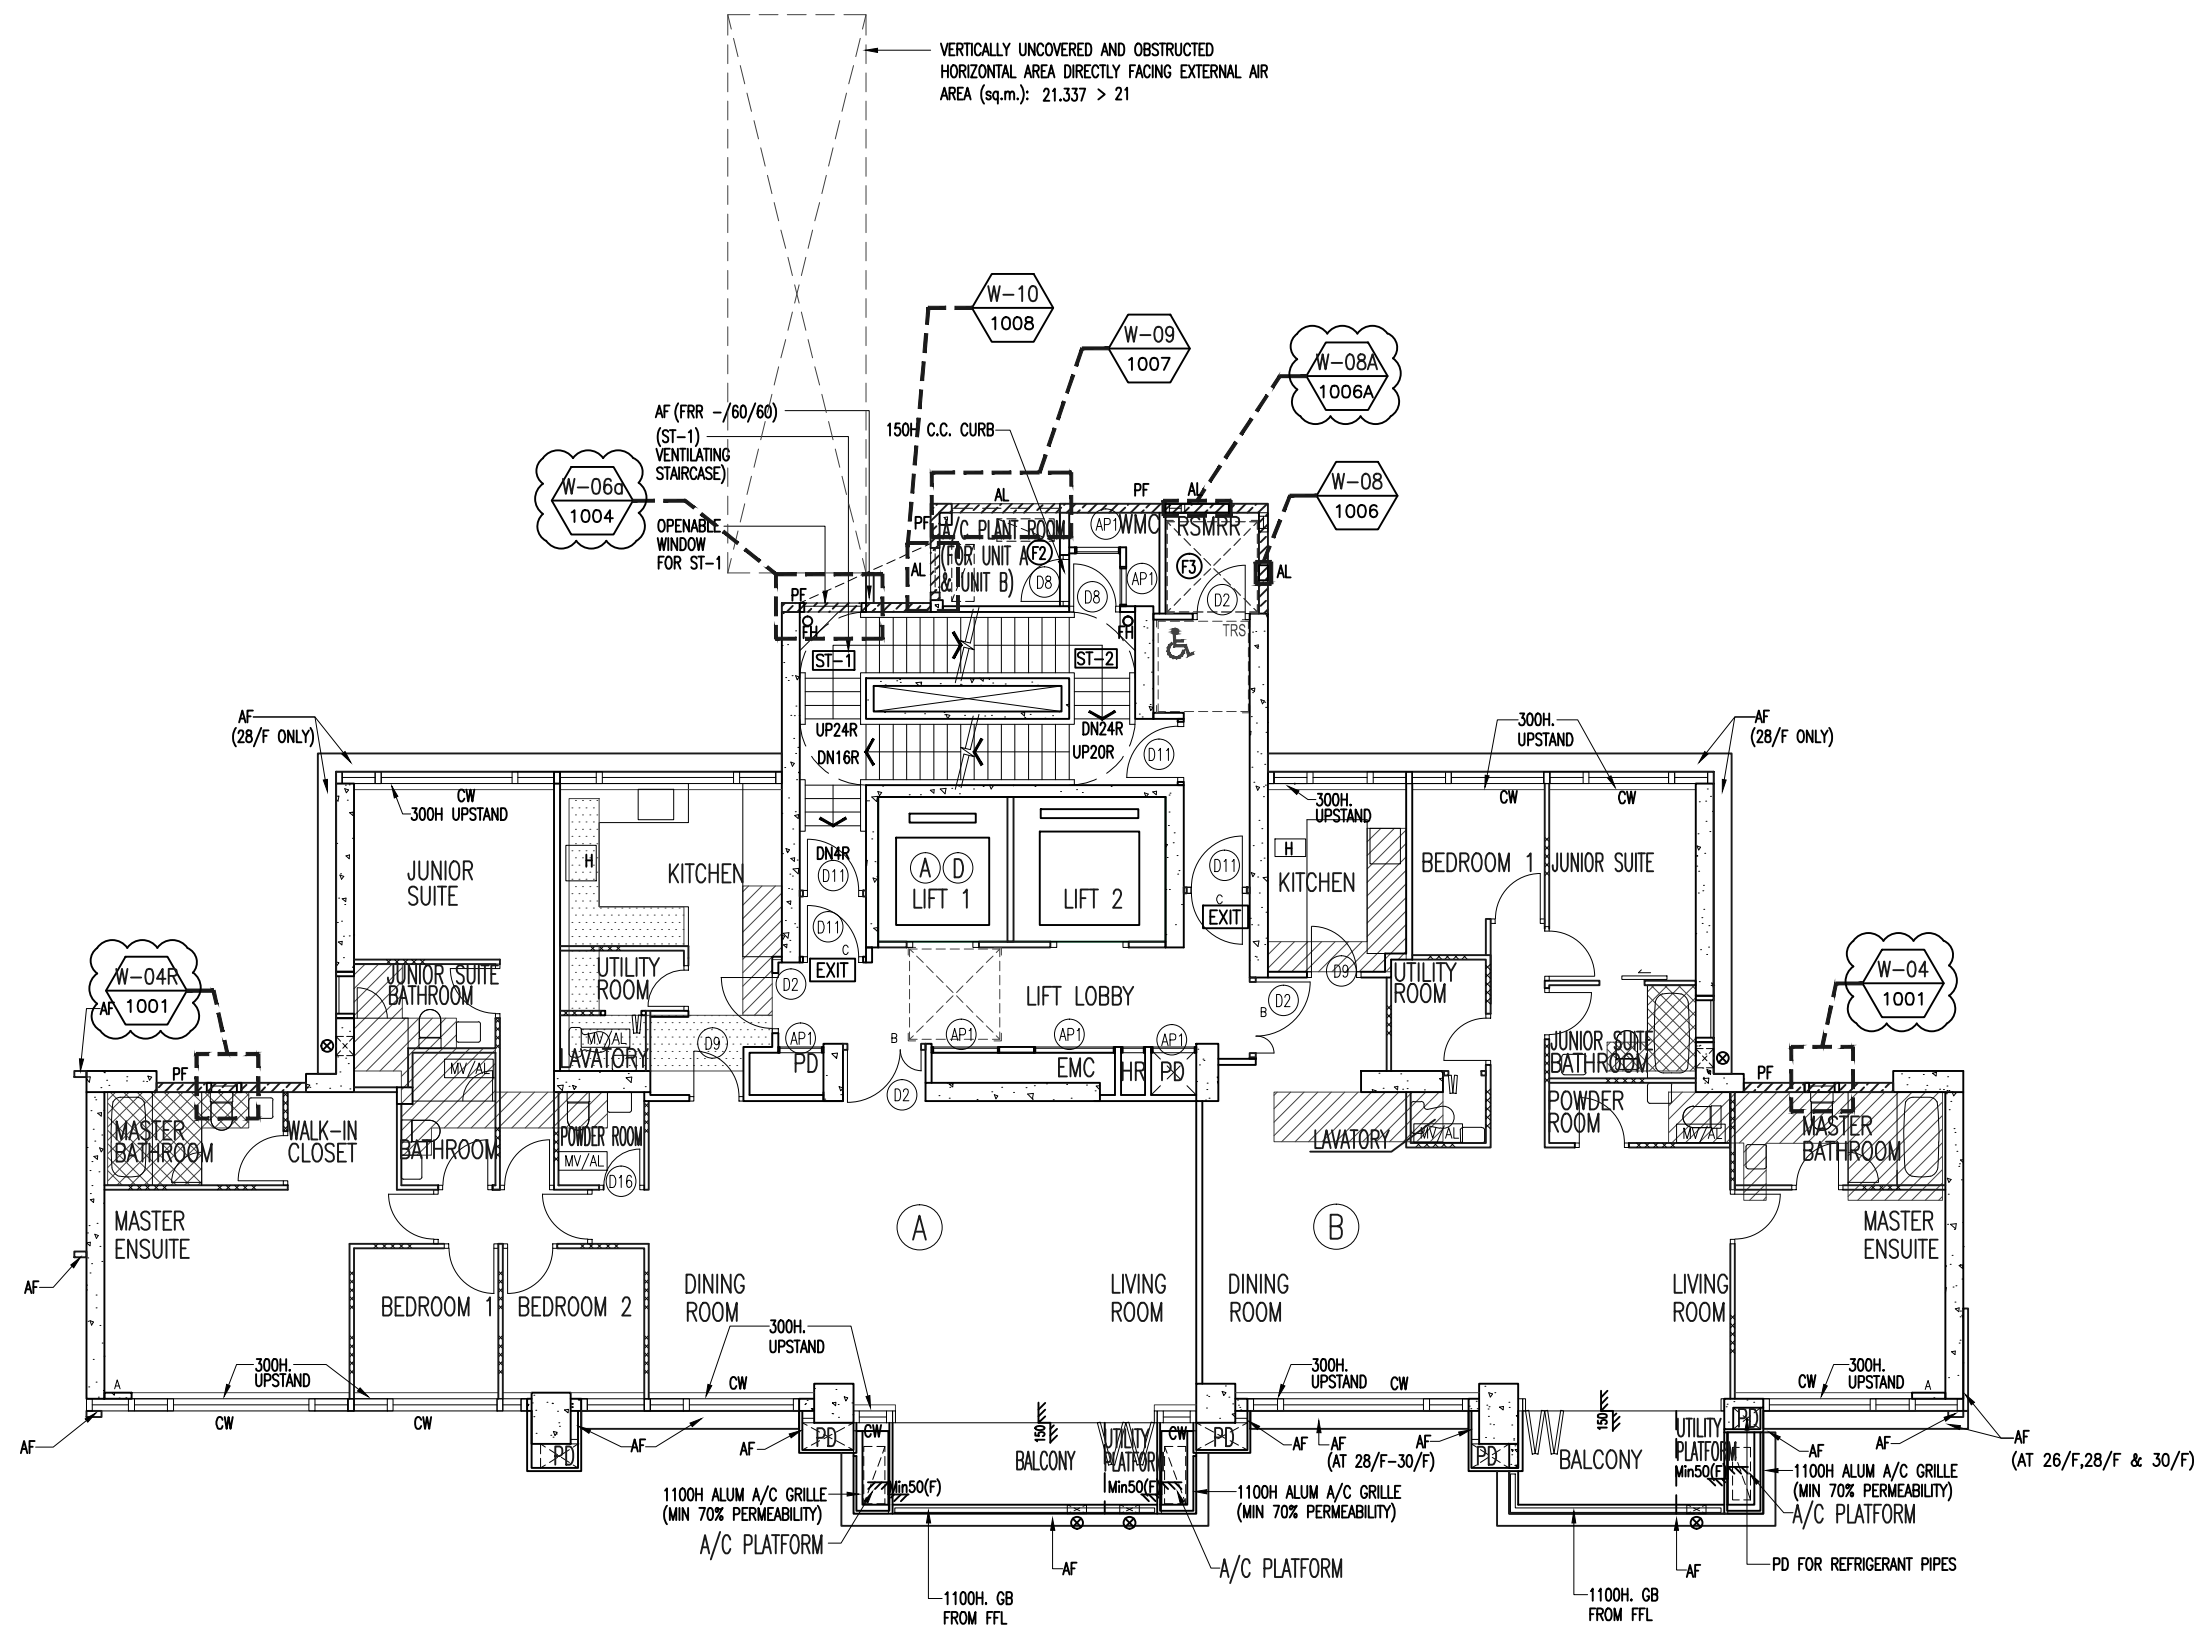 VERTICALLY UNCOVERED AND OBSTRUCTED
HORIZONTAL AREA DIRECTLY FACING EXTERNAL AIR
AREA (sq.m.): 21.337 > 21
W-10
1008
W-09
1007
W-08A
1006A
AF (FRR -/60/60)
(ST-1)
VENTILATING
STAIRCASE)
150H C.C. CURB
W-06a
1004
W-08
1006
OPENABLE
WINDOW
FOR ST-1
AL
PF
AL
PF
A/C PLANT ROOM
(FOR UNIT A
& UNIT B)
F2
AP1
WMC
RSMRR
F3
AL
AL
D8
D8
AP1
D2
PF
FH
FH
TRS
ST-1
ST-2
UP24R
DN24R
DN16R
UP20R
D11
AF
(28/F ONLY)
300H.
UPSTAND
AF
(28/F ONLY)
CW
300H UPSTAND
300H.
UPSTAND
CW
CW
JUNIOR
SUITE
H
KITCHEN
DN4R
D11
A
D
LIFT 1
LIFT 2
D11
C
EXIT
H
KITCHEN
BEDROOM 1
JUNIOR SUITE
D11
C
EXIT
W-04R
1001
AF
JUNIOR SUITE
BATHROOM
UTILITY
ROOM
D2
LIFT LOBBY
D2
B
D9
UTILITY
ROOM
W-04
1001
MV/AL
LAVATORY
D9
AP1
PD
B
AP1
AP1
AP1
EMC
HR
PD
D2
JUNIOR SUITE
BATHROOM
PF
MV/AL
PF
MASTER
BATHROOM
WALK-IN
CLOSET
BATHROOM
POWDER ROOM
MV/AL
D16
LAVATORY
MV/AL
POWDER
ROOM
MV/AL
MASTER
BATHROOM
MASTER
ENSUITE
A
B
MASTER
ENSUITE
AF
BEDROOM 1
BEDROOM 2
DINING
ROOM
LIVING
ROOM
DINING
ROOM
LIVING
ROOM
300H.
UPSTAND
300H.
UPSTAND
300H.
UPSTAND
300H.
UPSTAND
A
CW
CW
CW
A
CW
CW
AF
CW
PD
AF
AF
PD
CW
150
BALCONY
UTILITY
PLATFORM
CW
PD
AF
AF
(AT 28/F-30/F)
AF
PD
150
BALCONY
UTILITY
PLATFORM
PD
AF
AF
AF
(AT 26/F,28/F & 30/F)
1100H ALUM A/C GRILLE
(MIN 70% PERMEABILITY)
A/C PLATFORM
Min50(F)
Min50(F)
1100H ALUM A/C GRILLE
(MIN 70% PERMEABILITY)
A/C PLATFORM
Min50(F)
1100H ALUM A/C GRILLE
(MIN 70% PERMEABILITY)
A/C PLATFORM
AF
AF
PD FOR REFRIGERANT PIPES
1100H. GB
FROM FFL
1100H. GB
FROM FFL